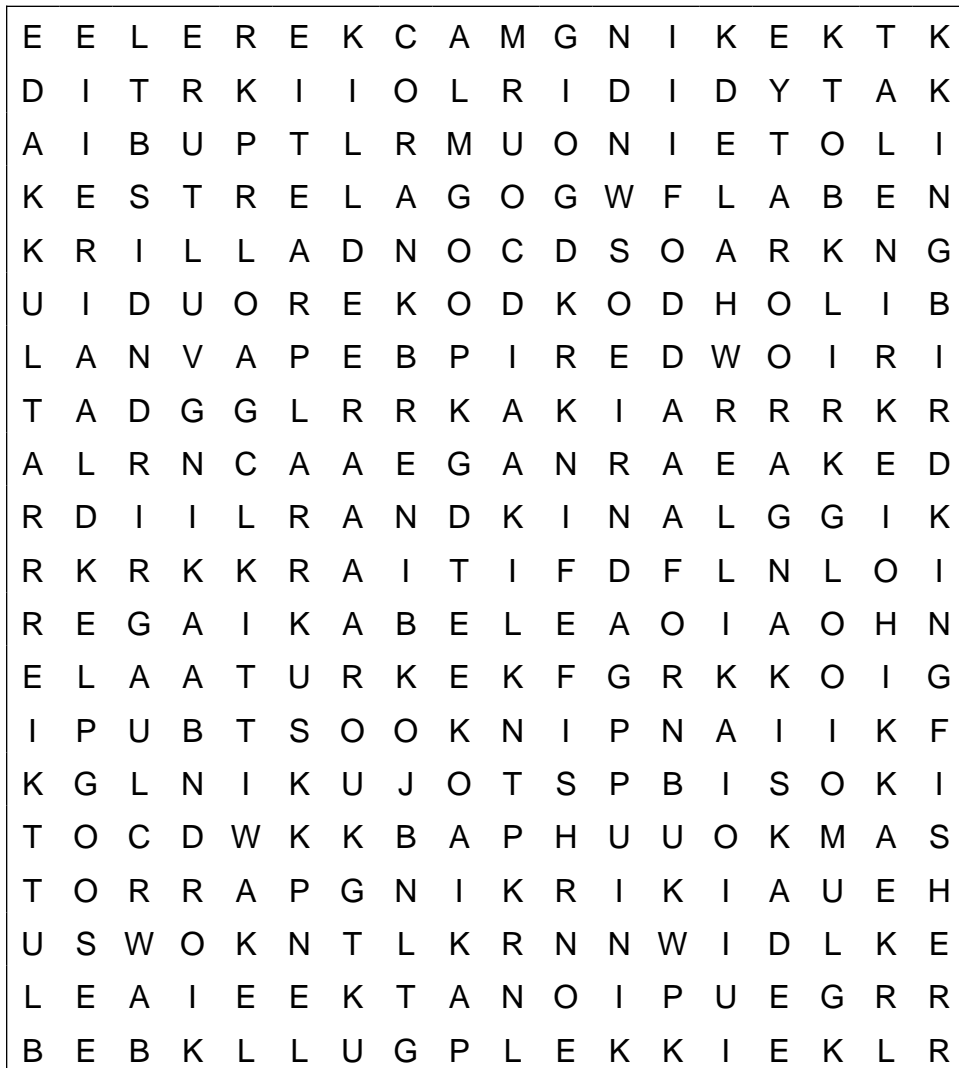 E E L E R E K C A M G N I K E K T K
D I T R K I I O L R I D I D Y T A K
A I B U P T L R M U O N I E T O L I
K E S T R E L A G O G W F L A B E N
K R I L L A D N O C D S O A R K N G
U I D U O R E K O D K O D H O L I B
L A N V A P E B P I R E D W O I R I
T A D G G L R R K A K I A R R R K R
A L R N C A A E G A N R A E A K E D
R D I I L R A N D K I N A L G G I K
R K R K K R A I T I F D F L N L O I
R E G A I K A B E L E A O I A O H N
E L A A T U R K E K F G R K K O I G
I P U B T S O O K N I P N A I I K F
K G L N I K U J O T S P B I S O K I
T O C D W K K B A P H U U O K M A S
T O R R A P G N I K R I K I A U E H
U S W O K N T L K R N N W I D L K E
L E A I E E K T A N O I P U E G R R
B E B K L L U G P L E K K I E K L R